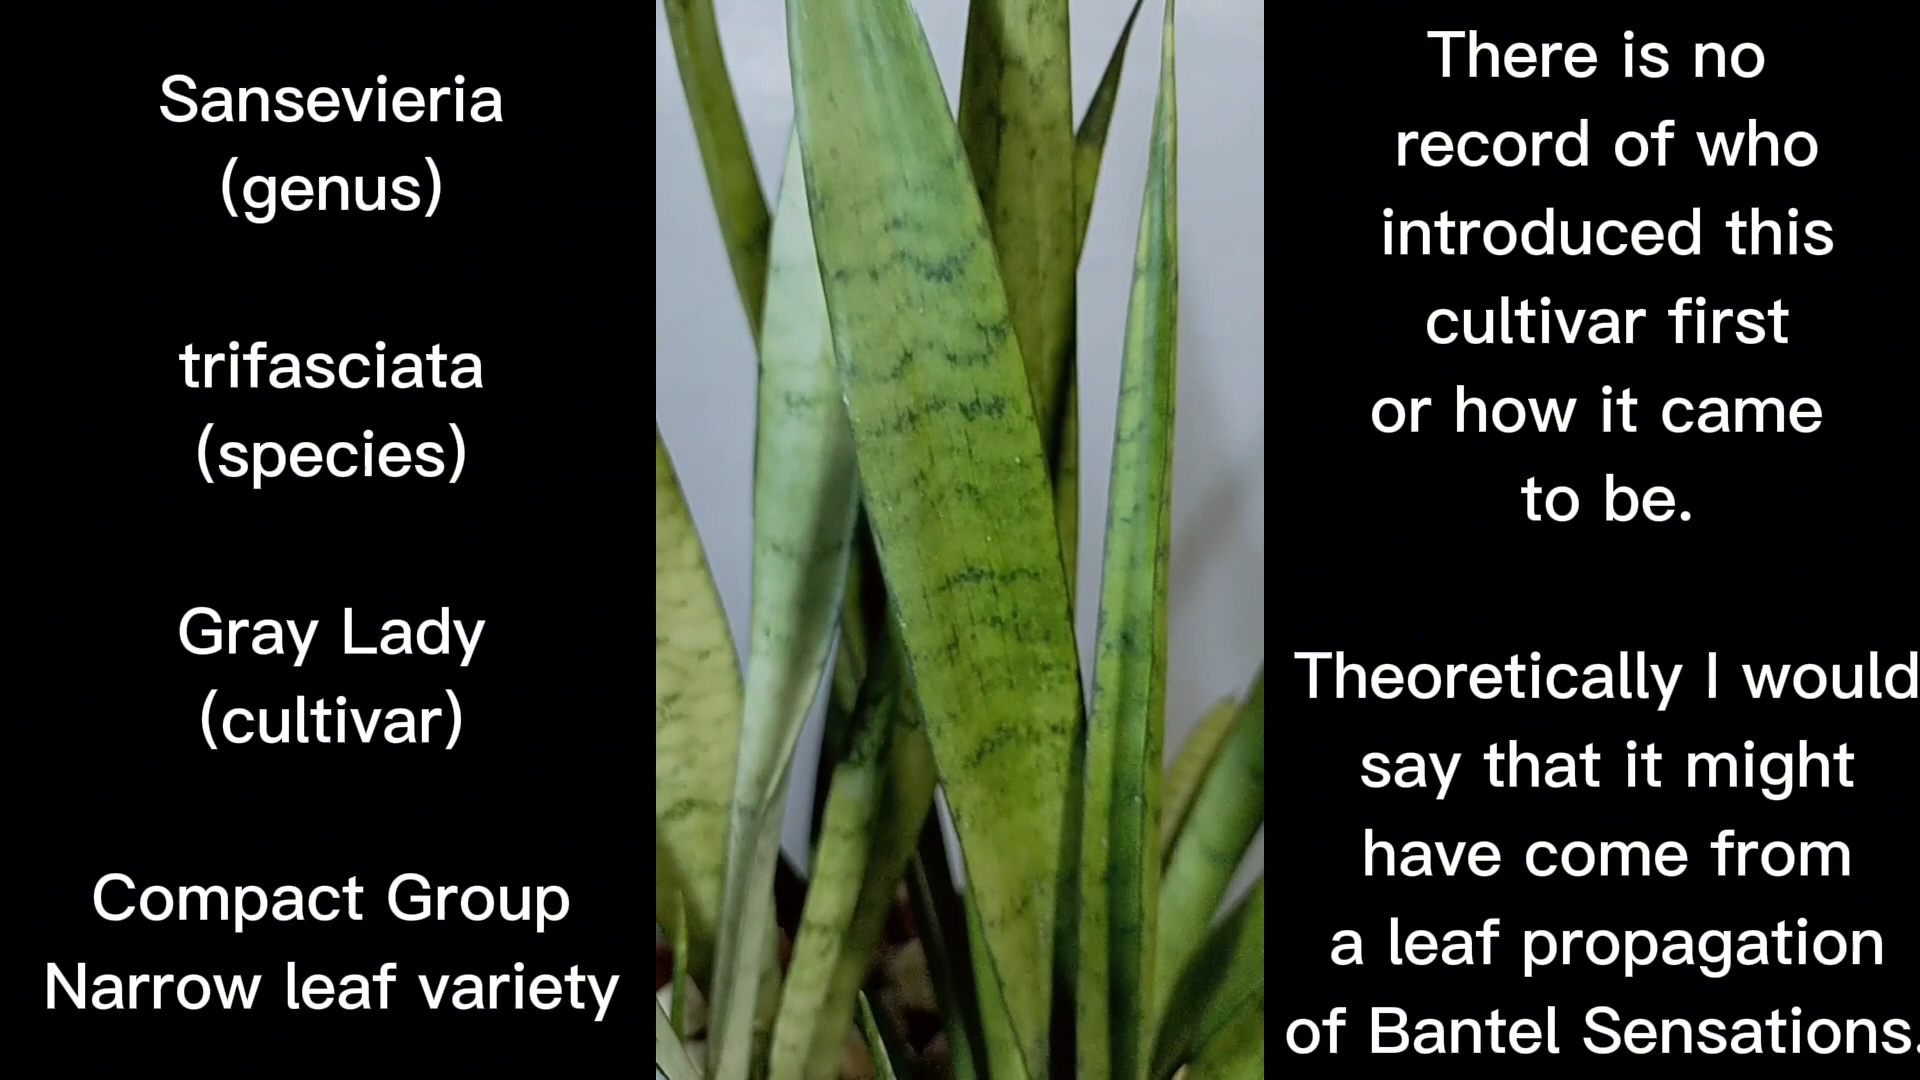 Sansevieria
(genus)
trifasciata
(species)
Gray Lady
(cultivar)
Compact Group
Narrow leaf variety
There is no
record of who
introduced this
cultivar first
or how it came
to be.
Theoretically I would
say that it might
have come from
a leaf propagation
of Bantel Sensations.